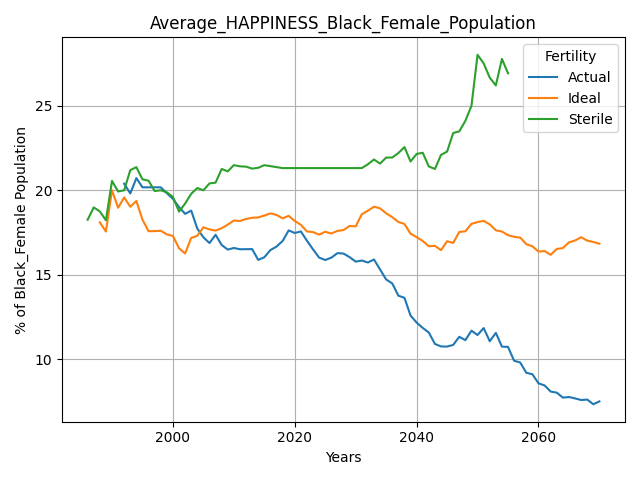 Average_HAPPINESS_Black_Female_Population
% of Black_Female Population
25
20
15
10
Fertility
Actual
Ideal
Sterile
2000
2020
2040
2060
Years